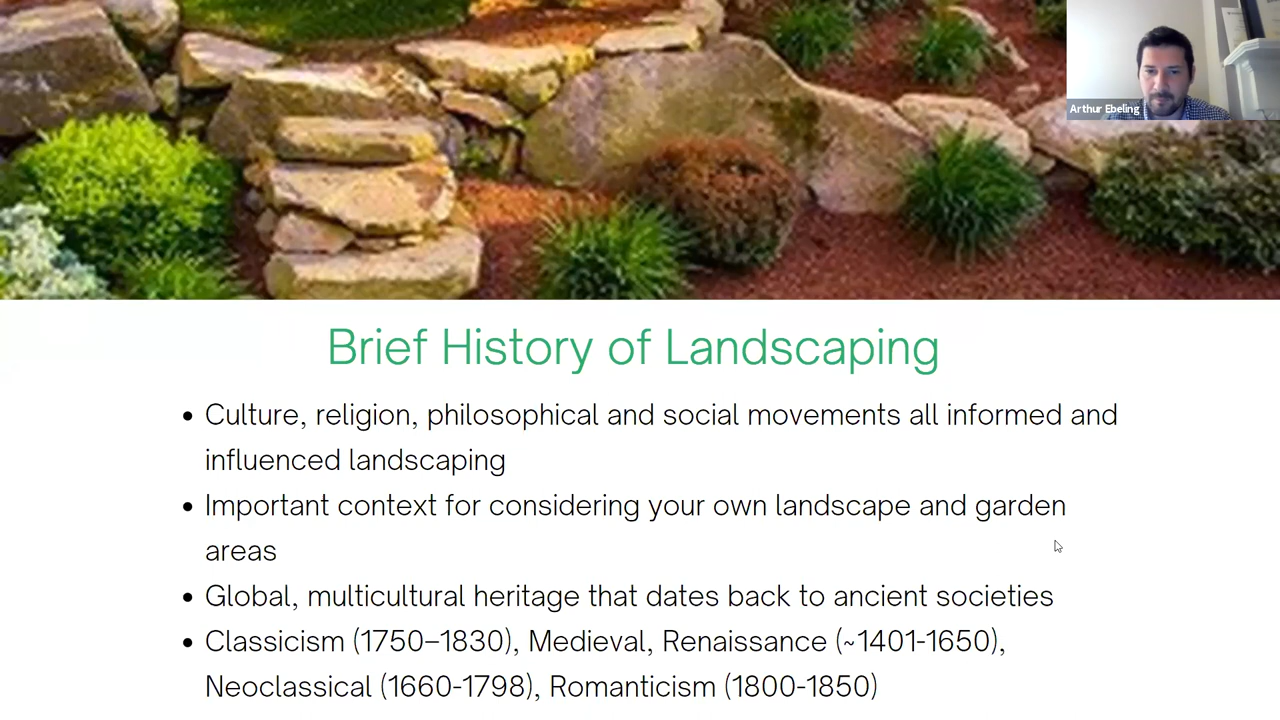 Arthur Ebeling
Brief History of Landscaping
• Culture, religion, philosophical and social movements all informed and
influenced landscaping
• Important context for considering your own landscape and garden
areas
• Global, multicultural heritage that dates back to ancient societies
• Classicism (1750–1830), Medieval, Renaissance (~1401-1650),
Neoclassical (1660-1798), Romanticism (1800-1850)